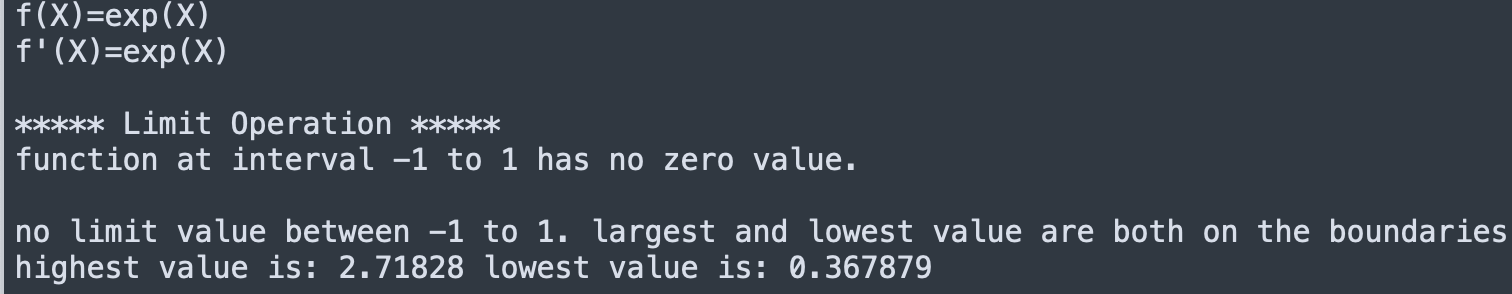 f(X)=exp(X)
f'(X)=exp(X)
***** Limit Operation *****
function at interval -1 to 1 has no zero value.
no limit value between -1 to 1. largest and lowest value are both on the boundaries
highest value is: 2.71828 lowest value is: 0.367879